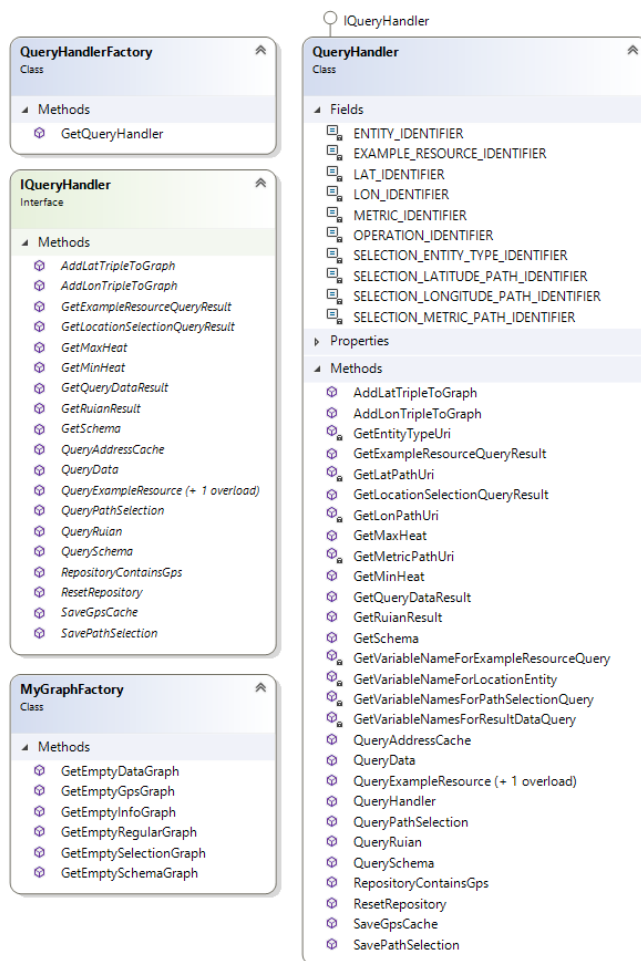 QueryHandlerFactory
Class
Methods
GetQueryHandler
IQueryHandler
Interface
Methods
AddLatTripleToGraph
AddLonTripleToGraph
GetExampleResourceQueryResult
GetLocationSelectionQueryResult
GetMaxHeat
GetMinHeat
GetQueryDataResult
GetRuianResult
GetSchema
QueryAddressCache
QueryData
QueryExampleResource (+ 1 overload)
QueryPathSelection
QueryRuian
QuerySchema
RepositoryContainsGps
ResetRepository
SaveGpsCache
SavePathSelection
MyGraphFactory
Class
Methods
GetEmptyDataGraph
GetEmptyGpsGraph
GetEmptyInfoGraph
GetEmptyRegularGraph
GetEmptySelectionGraph
GetEmptySchemaGraph
IQueryHandler
QueryHandler
Class
Fields
ENTITY_IDENTIFIER
EXAMPLE_RESOURCE_IDENTIFIER
LAT_IDENTIFIER
LON_IDENTIFIER
METRIC_IDENTIFIER
OPERATION_IDENTIFIER
SELECTION_ENTITY_TYPE_IDENTIFIER
SELECTION_LATITUDE_PATH_IDENTIFIER
SELECTION_LONGITUDE_PATH_IDENTIFIER
SELECTION_METRIC_PATH_IDENTIFIER
Properties
Methods
AddLatTripleToGraph
AddLonTripleToGraph
GetEntityTypeUri
GetExampleResourceQueryResult
GetLatPathUri
GetLocationSelectionQueryResult
GetLonPathUri
GetMaxHeat
GetMetricPathUri
GetMinHeat
GetQueryDataResult
GetRuianResult
GetSchema
GetVariableNameForExampleResourceQuery
GetVariableNameForLocationEntity
GetVariableNamesForPathSelectionQuery
GetVariableNamesForResultDataQuery
QueryAddressCache
QueryData
QueryExampleResource (+ 1 overload)
QueryHandler
QueryPathSelection
QueryRuian
QuerySchema
RepositoryContainsGps
ResetRepository
SaveGpsCache
SavePathSelection